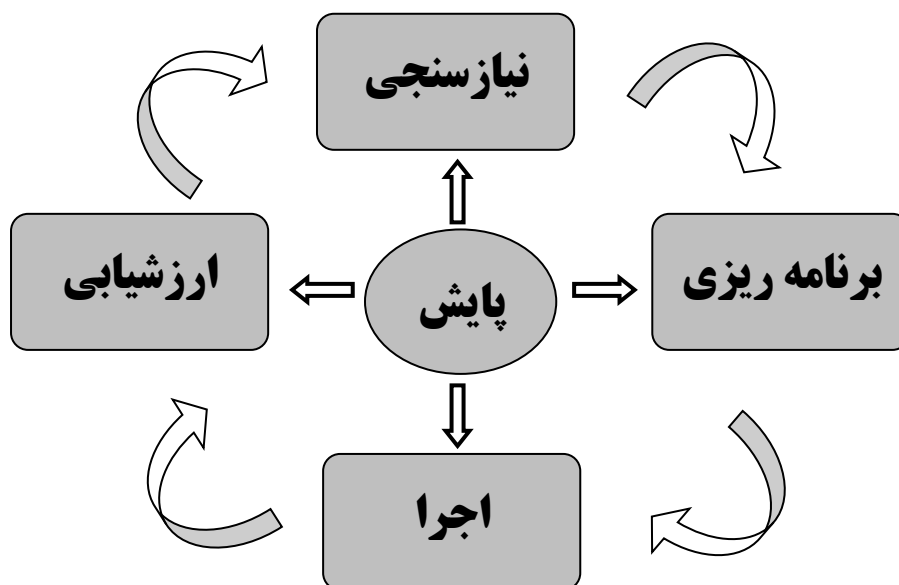 نیازسنجی
برنامه ریزی
پایش
ارزشیابی
اجرا